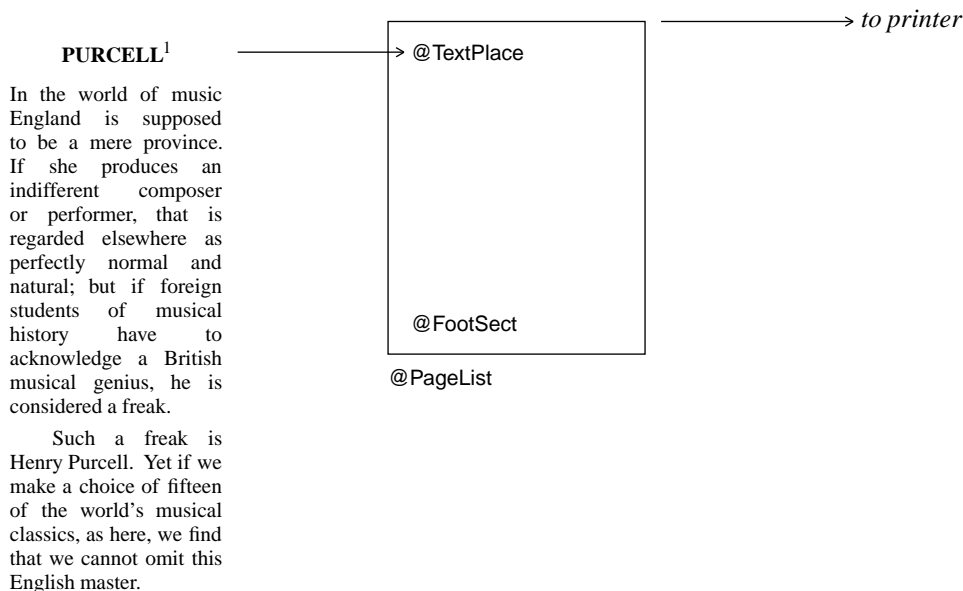 PURCELL1
In the world of music
England is supposed
to be a mere province.
If she produces an
indifferent composer
or performer, that is
regarded elsewhere as
perfectly normal and
natural; but if foreign
students of musical
history have to
acknowledge a British
musical genius, he is
considered a freak.
Such a freak is
Henry Purcell. Yet if we
make a choice of fifteen
of the world's musical
classics, as here, we find
that we cannot omit this
English master.
@TextPlace
@FootSect
@PageList
to printer